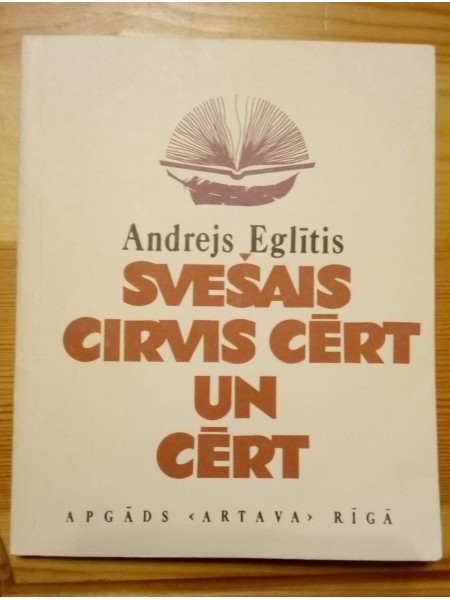 Andrejs Eglītis
SVEŠAIS
CIRVIS CĒRT
UN
CĒRT
APGĀDS ‹ARTAVA› RĪGĀ